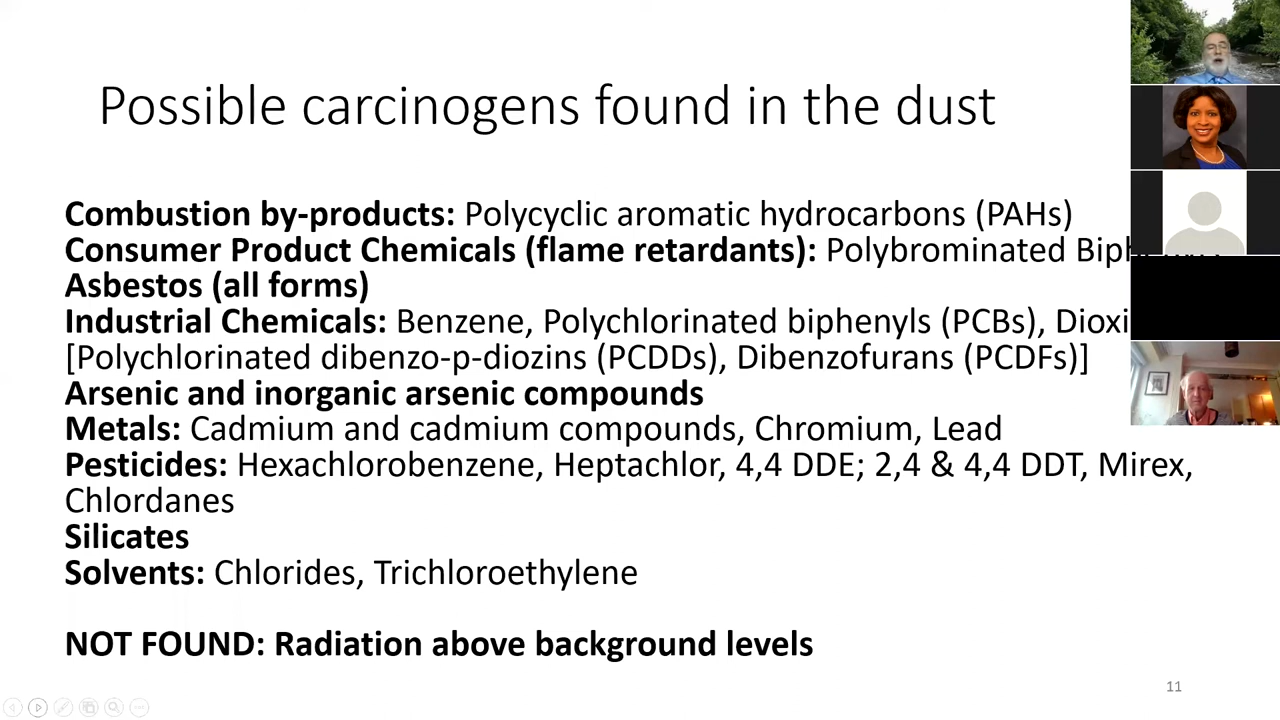 Possible carcinogens found in the dust
Combustion by-products: Polycyclic aromatic hydrocarbons (PAHs)
Consumer Product Chemicals (flame retardants): Polybrominated
Asbestos (all forms)
Industrial Chemicals: Benzene, Polychlorinated biphenyls (PCBs),
[Polychlorinated dibenzo-p-diozins (PCDDs), Dibenzofurans (PCDFs)]
Arsenic and inorganic arsenic compounds
Metals: Cadmium and cadmium compounds, Chromium, Lead
Pesticides: Hexachlorobenzene, Heptachlor, 4,4 DDE; 2,4 & 4,4 DDT, Mirex,
Chlordanes
Silicates
Solvents: Chlorides, Trichloroethylene
NOT FOUND: Radiation above background levels
11